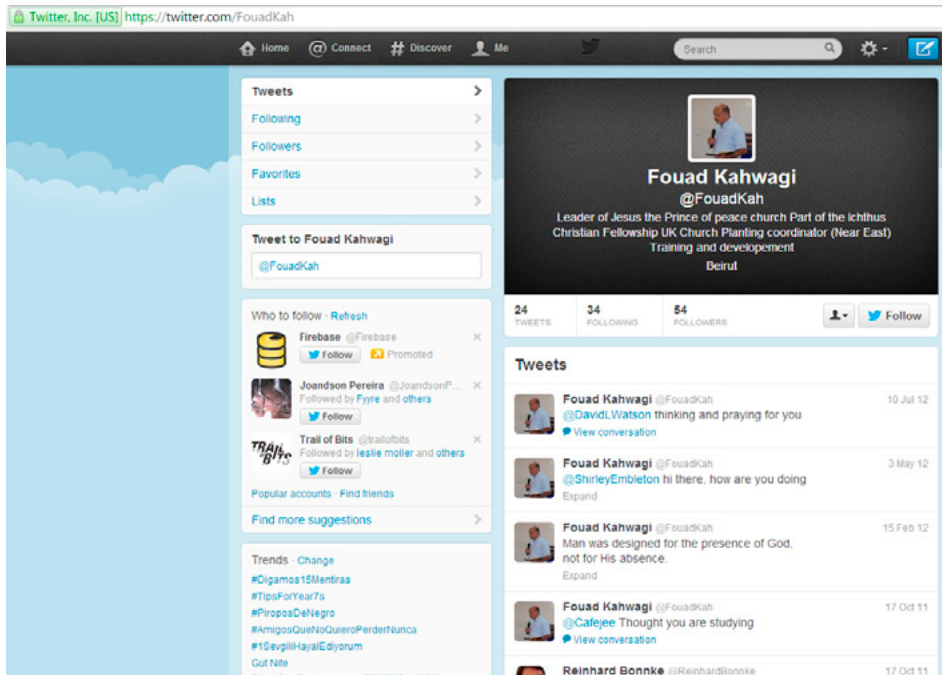 Twitter, Inc. [US] https://twitter.com/FouadKah
Home @ Connect # Discover Me Search
Tweets
Following
Followers
Favorites
Lists
Tweet to Fouad Kahwagi
@FouadKah
Who to follow · Refresh
Firebase @Firebase
Follow Promoted
Joandson Pereira @JoandsonP...
Followed by Fyyre and others
Follow
TRAIL OF BITS
Trail of Bits @trailofbits
Followed by leslie moller and others
Follow
Popular accounts · Find friends
Find more suggestions
Trends · Change
#Digamos15Mentiras
#TipsForYear7s
#PiroposDeNegro
#AmigosQueNoQuieroPerderNunca
#1SevgiliHayalEdiyorum
Gut Nite
Fouad Kahwagi
@FouadKah
Leader of Jesus the Prince of peace church Part of the Ichthus
Christian Fellowship UK Church Planting coordinator (Near East)
Training and developement
Beirut
24 34 54
TWEETS FOLLOWING FOLLOWERS
Follow
Tweets
Fouad Kahwagi @FouadKah 10 Jul 12
@DavidLWatson thinking and praying for you
View conversation
Fouad Kahwagi @FouadKah 3 May 12
@ShirleyEmbleton hi there, how are you doing
Expand
Fouad Kahwagi @FouadKah 15 Feb 12
Man was designed for the presence of God,
not for His absence.
Expand
Fouad Kahwagi @FouadKah 17 Oct 11
@Cafejee Thought you are studying
View conversation
Reinhard Bonnke @ReinhardBonnke 17 Oct 11